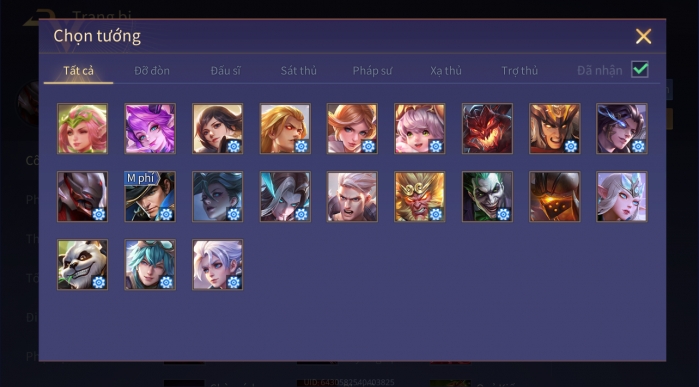 Trang bị
Chọn tướng
Tất cả
Đỡ đòn
Đấu sĩ
Sát thủ
Pháp sư
Xạ thủ
Trợ thủ
Đã nhận
M phí